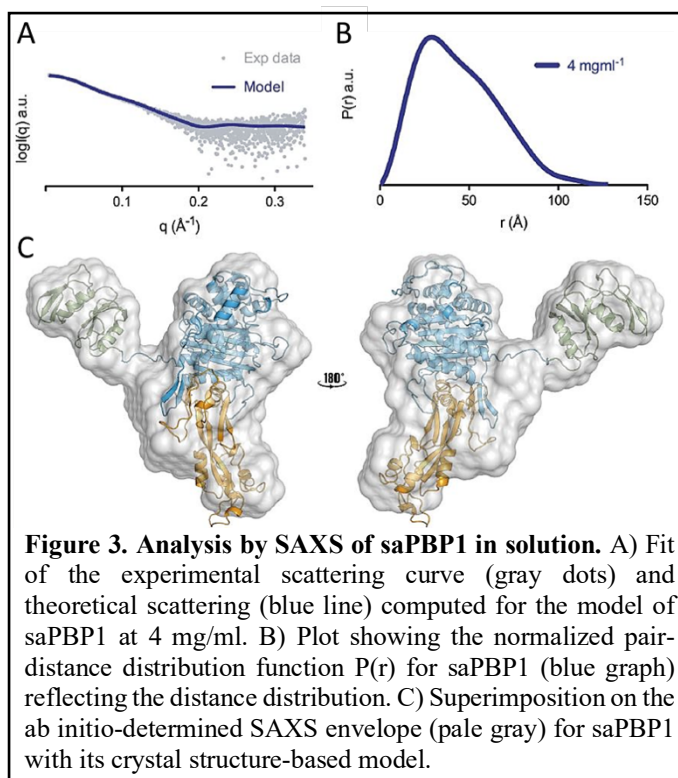 A
Exp data
Model
logI(q) a.u.
0.1
0.2
0.3
q (Å⁻¹)
B
4 mgml⁻¹
P(r) a.u.
0
50
100
150
r (Å)
C
180°
Figure 3. Analysis by SAXS of saPBP1 in solution. A) Fit
of the experimental scattering curve (gray dots) and
theoretical scattering (blue line) computed for the model of
saPBP1 at 4 mg/ml. B) Plot showing the normalized pair-
distance distribution function P(r) for saPBP1 (blue graph)
reflecting the distance distribution. C) Superimposition on the
ab initio-determined SAXS envelope (pale gray) for saPBP1
with its crystal structure-based model.